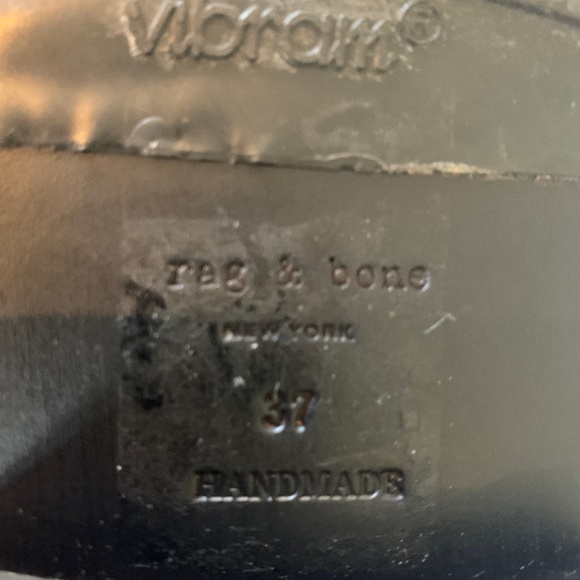 vibram®
rag & bone
NEW YORK
37
HANDMADE